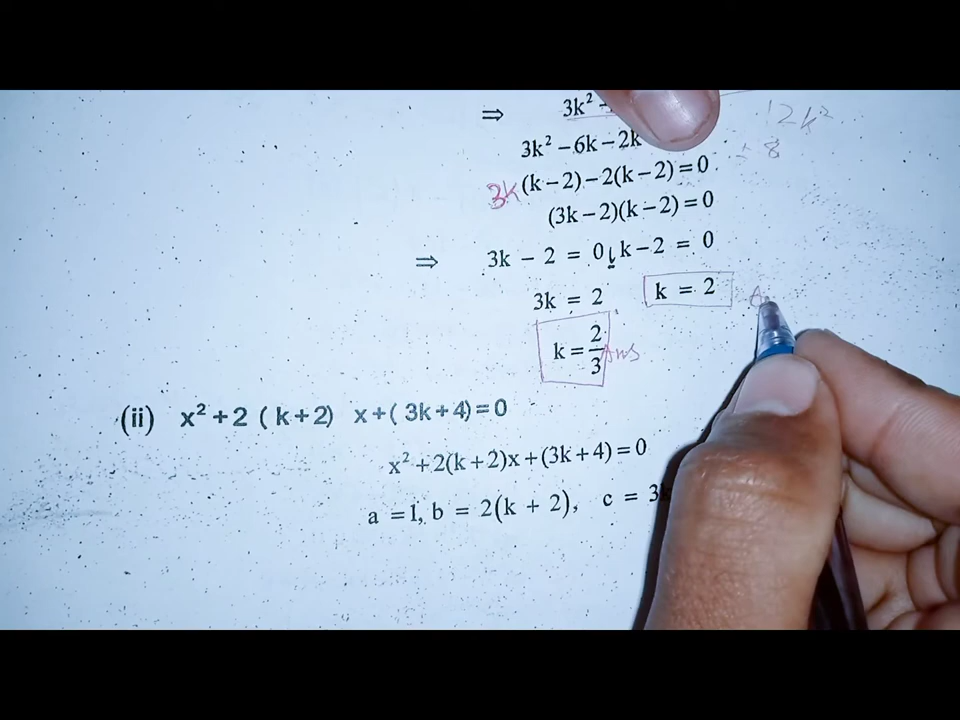 ⇒ 3k² -
3k² - 6k - 2k 12k²
± 8
3k (k - 2) - 2(k - 2) = 0
(3k - 2)(k - 2) = 0
⇒ 3k - 2 = 0, k - 2 = 0
3k = 2 k = 2
k = 2/3 Ans
(ii) x² + 2 ( k + 2) x + ( 3k + 4) = 0
x² + 2(k + 2)x + (3k + 4) = 0
a = 1, b = 2(k + 2), c = 3k